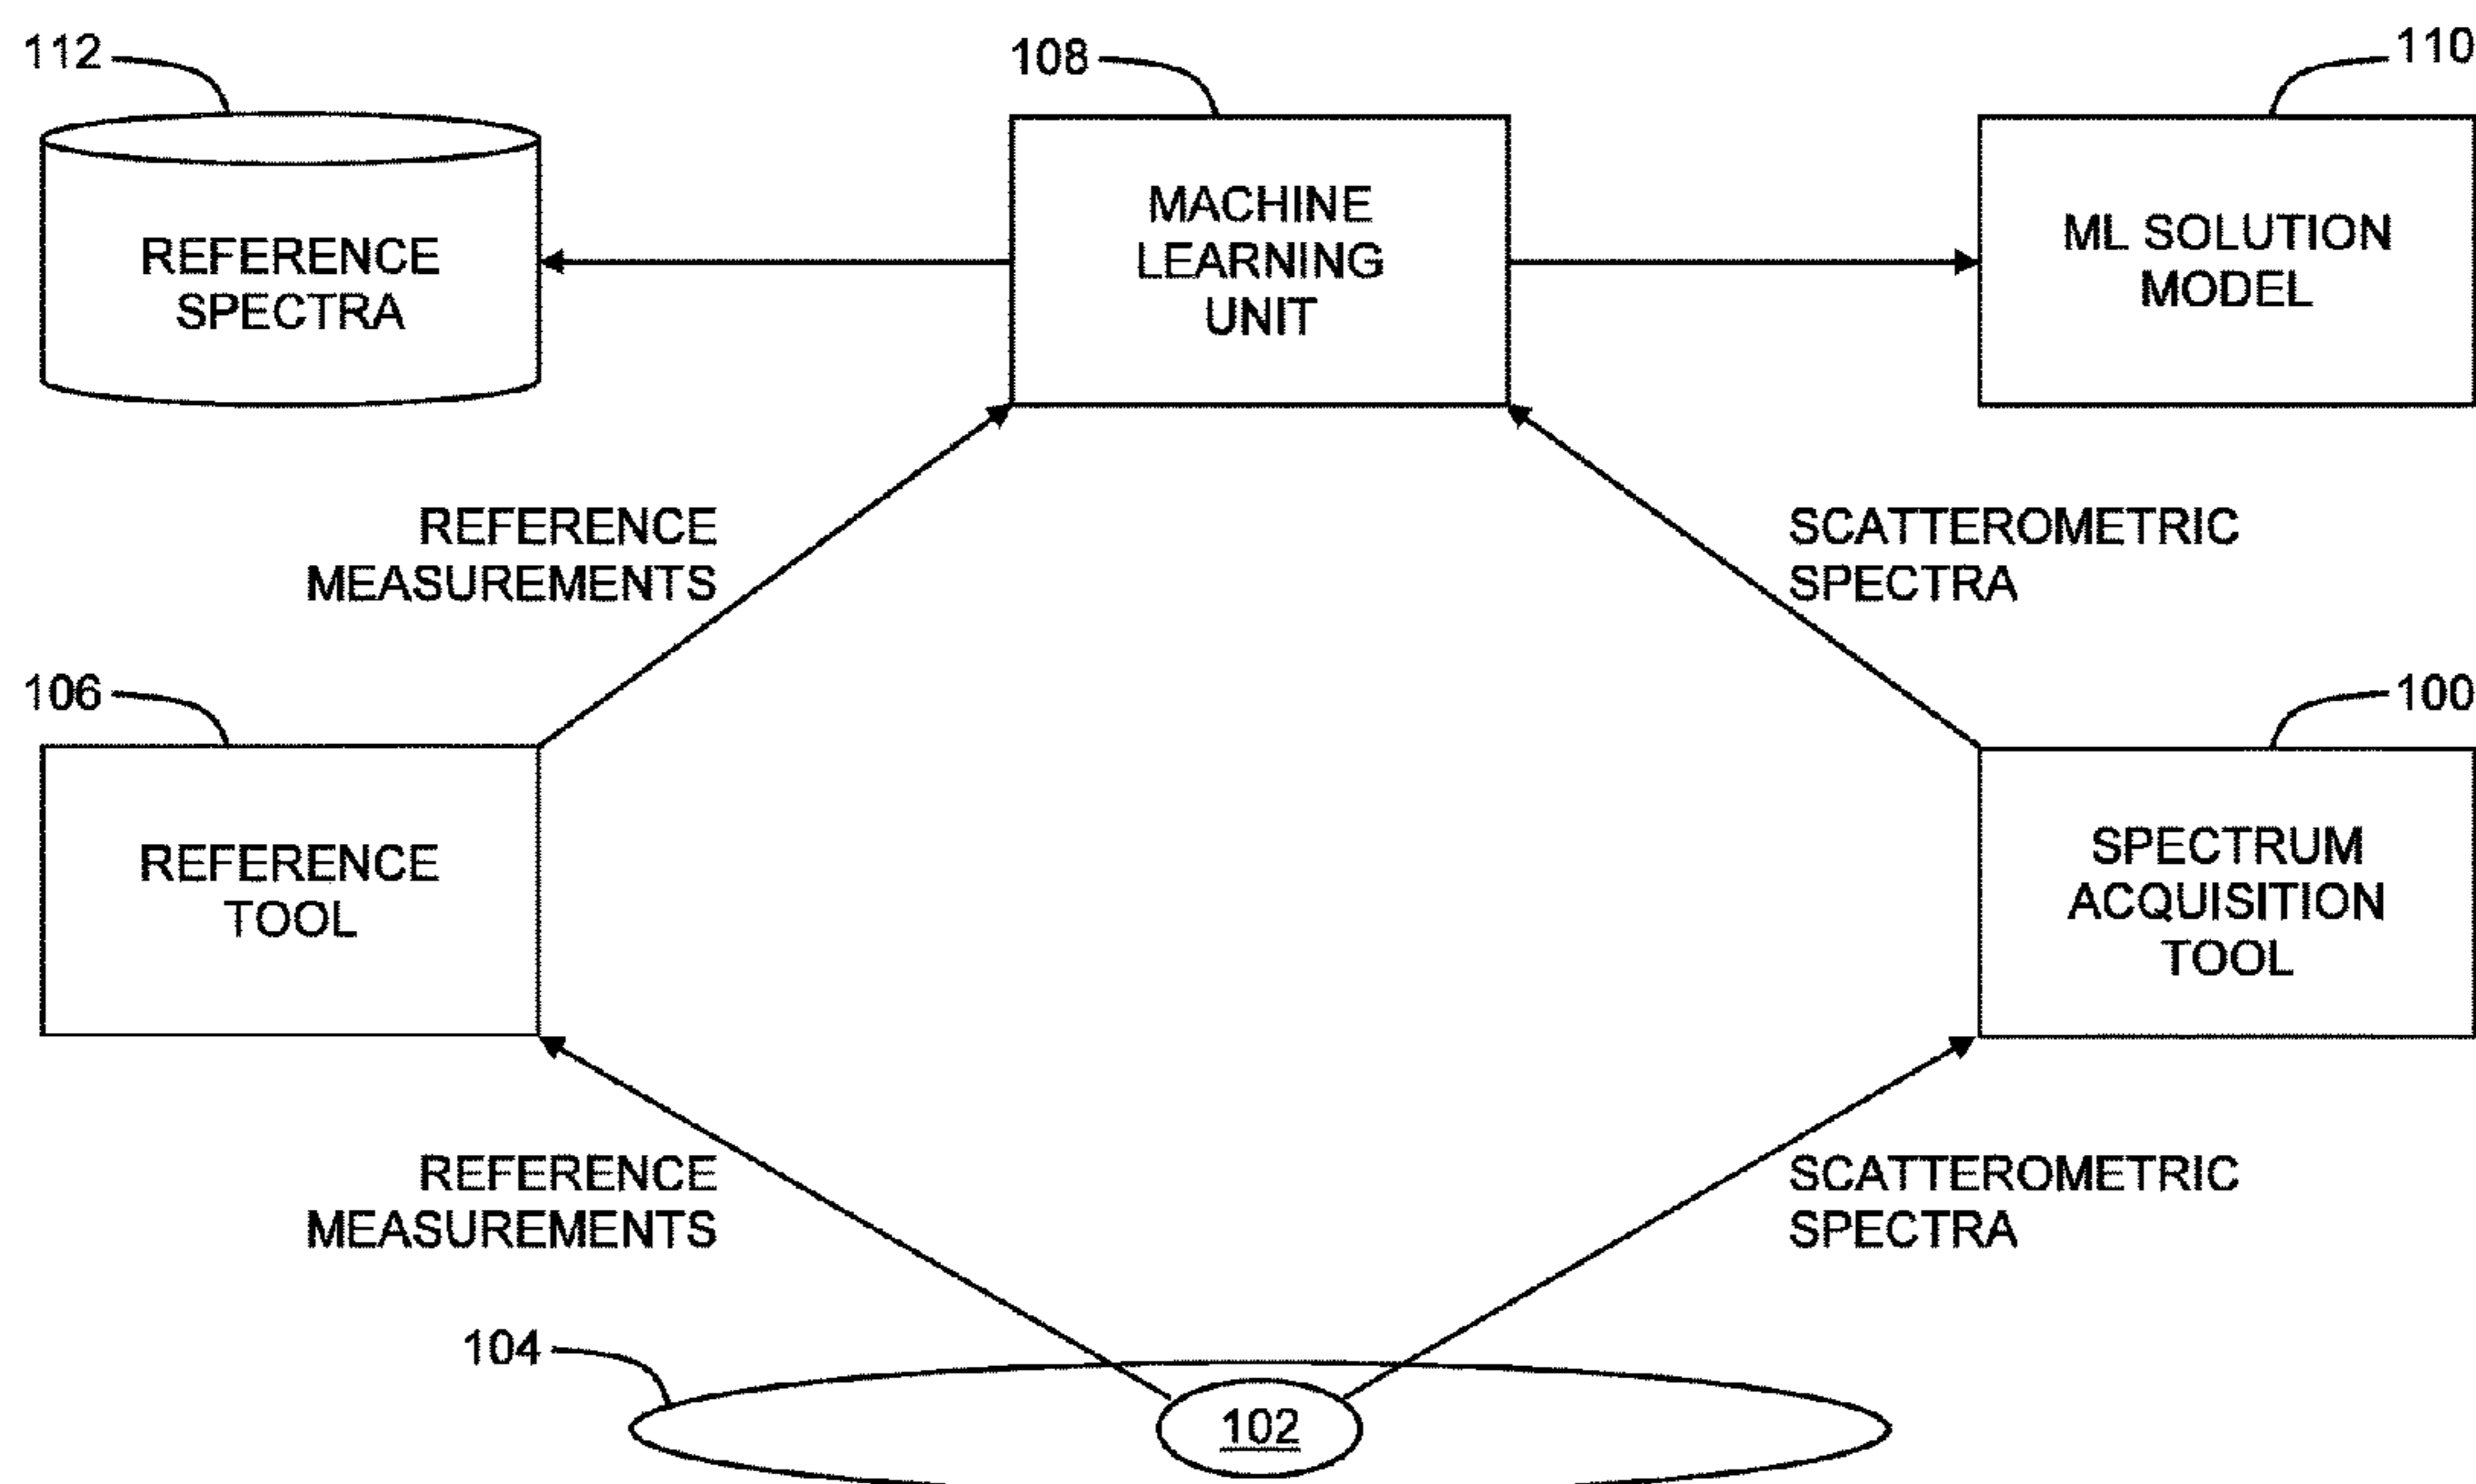 112
108
110
REFERENCE
SPECTRA
MACHINE
LEARNING
UNIT
ML SOLUTION
MODEL
REFERENCE
MEASUREMENTS
SCATTEROMETRIC
SPECTRA
106
100
REFERENCE
TOOL
SPECTRUM
ACQUISITION
TOOL
REFERENCE
MEASUREMENTS
SCATTEROMETRIC
SPECTRA
104
102